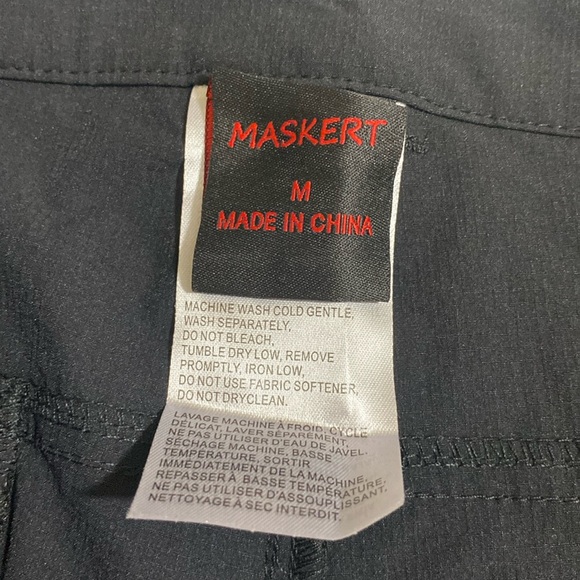 MASKERT
M
MADE IN CHINA
MACHINE WASH COLD GENTLE,
WASH SEPARATELY,
DO NOT BLEACH.
TUMBLE DRY LOW, REMOVE
PROMPTLY, IRON LOW,
DO NOT USE FABRIC SOFTENER,
DO NOT DRYCLEAN.
LAVAGE MACHINE À FROID, CYCLE
DÉLICAT, LAVER SÉPARÉMENT,
NE PAS UTILISER D'EAU DE JAVEL.
SÉCHAGE MACHINE, BASSE
TEMPÉRATURE, SORTIR
IMMÉDIATEMENT DE LA MACHINE,
REPASSER À BASSE TEMPÉRATURE.
NE PAS UTILISER D'ASSOUPLISSANT.
NETTOYAGE À SEC INTERDIT.